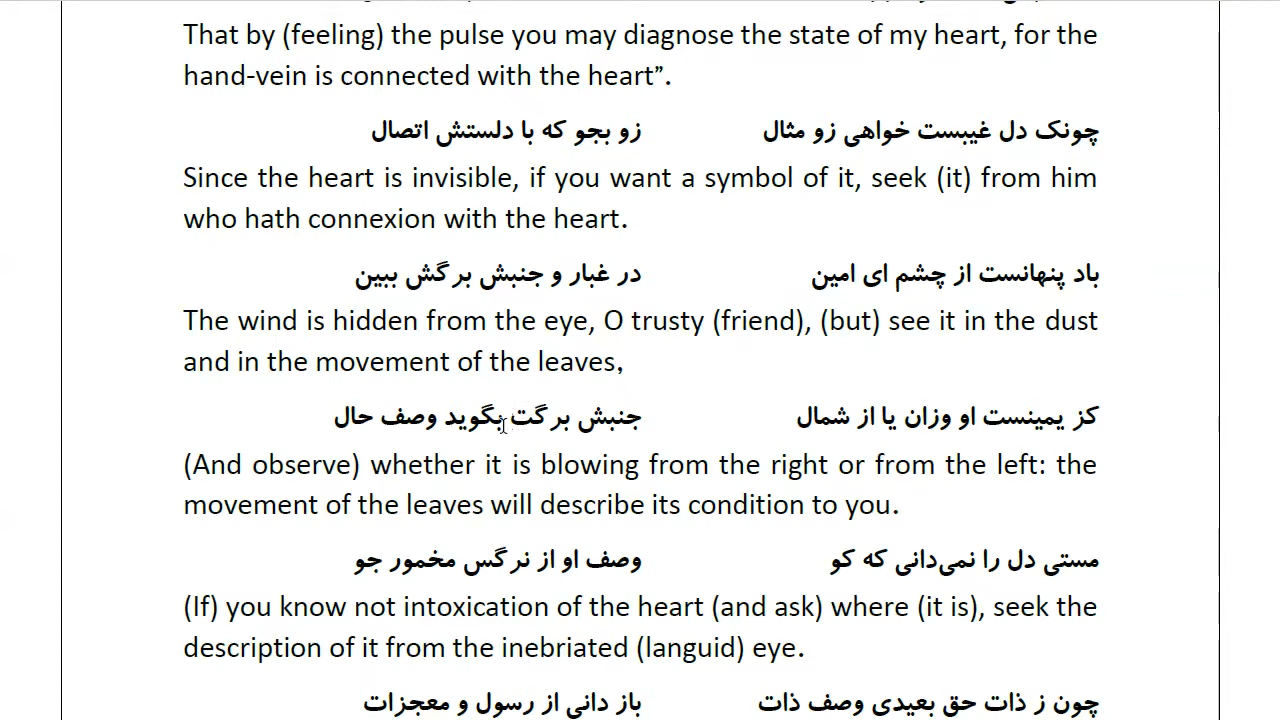 That by (feeling) the pulse you may diagnose the state of my heart, for the
hand-vein is connected with the heart”.
چونک دل غیبست خواهی زو مثال زو بجو که با دلستش اتصال
Since the heart is invisible, if you want a symbol of it, seek (it) from him
who hath connexion with the heart.
باد پنهانست از چشم ای امین در غبار و جنبش برگش ببین
The wind is hidden from the eye, O trusty (friend), (but) see it in the dust
and in the movement of the leaves,
کز یمینست او وزان یا از شمال جنبش برگت بگوید وصف حال
(And observe) whether it is blowing from the right or from the left: the
movement of the leaves will describe its condition to you.
مستی دل را نمی‌دانی که کو وصف او از نرگس مخمور جو
(If) you know not intoxication of the heart (and ask) where (it is), seek the
description of it from the inebriated (languid) eye.
چون ز ذات حق بعیدی وصف ذات باز دانی از رسول و معجزات